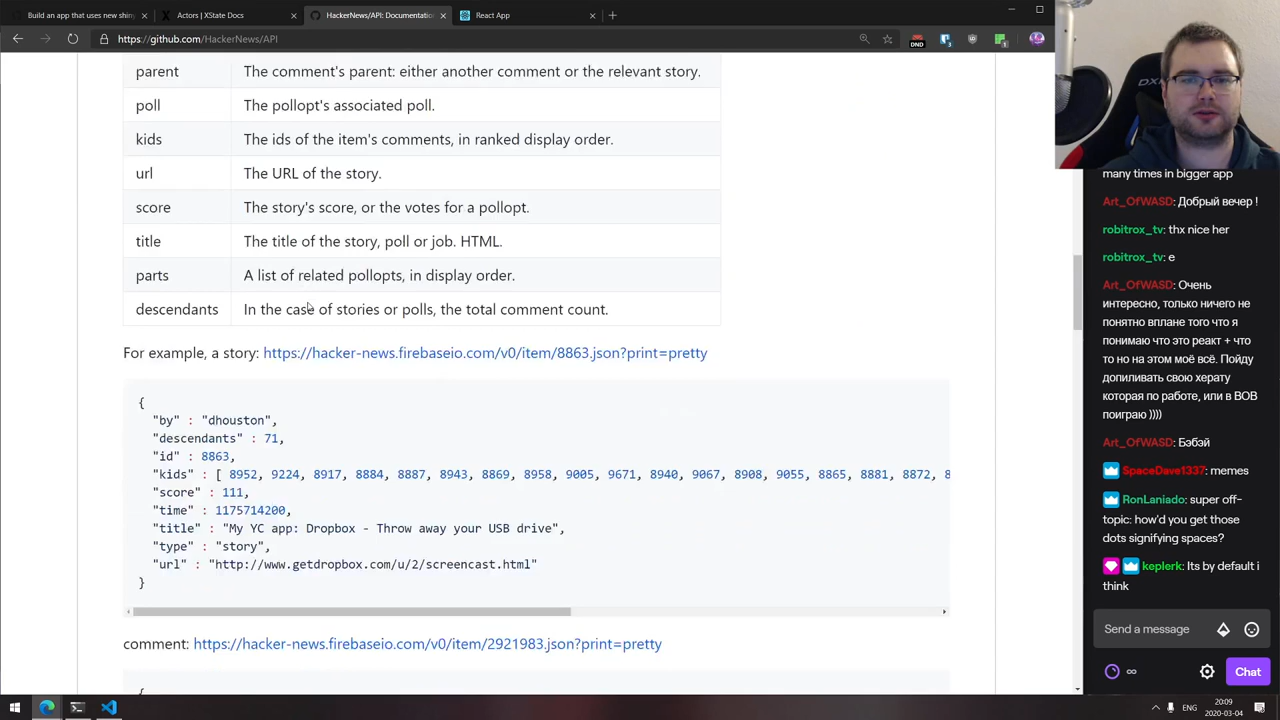 Build an app that uses new shiny
Actors | XState Docs
HackerNews/API: Documentation
React App
https://github.com/HackerNews/API
DND
3
1
parent The comment's parent: either another comment or the relevant story.
poll The pollopt's associated poll.
kids The ids of the item's comments, in ranked display order.
url The URL of the story.
score The story's score, or the votes for a pollopt.
title The title of the story, poll or job. HTML.
parts A list of related pollopts, in display order.
descendants In the case of stories or polls, the total comment count.
For example, a story: https://hacker-news.firebaseio.com/v0/item/8863.json?print=pretty
{
"by" : "dhouston",
"descendants" : 71,
"id" : 8863,
"kids" : [ 8952, 9224, 8917, 8884, 8887, 8943, 8869, 8958, 9005, 9671, 8940, 9067, 8908, 9055, 8865, 8881, 8872, 8
"score" : 111,
"time" : 1175714200,
"title" : "My YC app: Dropbox - Throw away your USB drive",
"type" : "story",
"url" : "http://www.getdropbox.com/u/2/screencast.html"
}
comment: https://hacker-news.firebaseio.com/v0/item/2921983.json?print=pretty
{
many times in bigger app
Art_OfWASD: Добрый вечер !
robitrox_tv: thx nice her
robitrox_tv: e
Art_OfWASD: Очень
интересно, только ничего не
понятно вплане того что я
понимаю что это реакт + что
то но на этом моё всё. Пойду
допиливать свою херату
которая по работе, или в ВОВ
поиграю ))))
Art_OfWASD: Бэбэй
SpaceDave1337: memes
RonLaniado: super off-
topic: how'd you get those
dots signifying spaces?
keplerk: Its by default i
think
Send a message
∞
Chat
ENG
20:09
2020-03-04